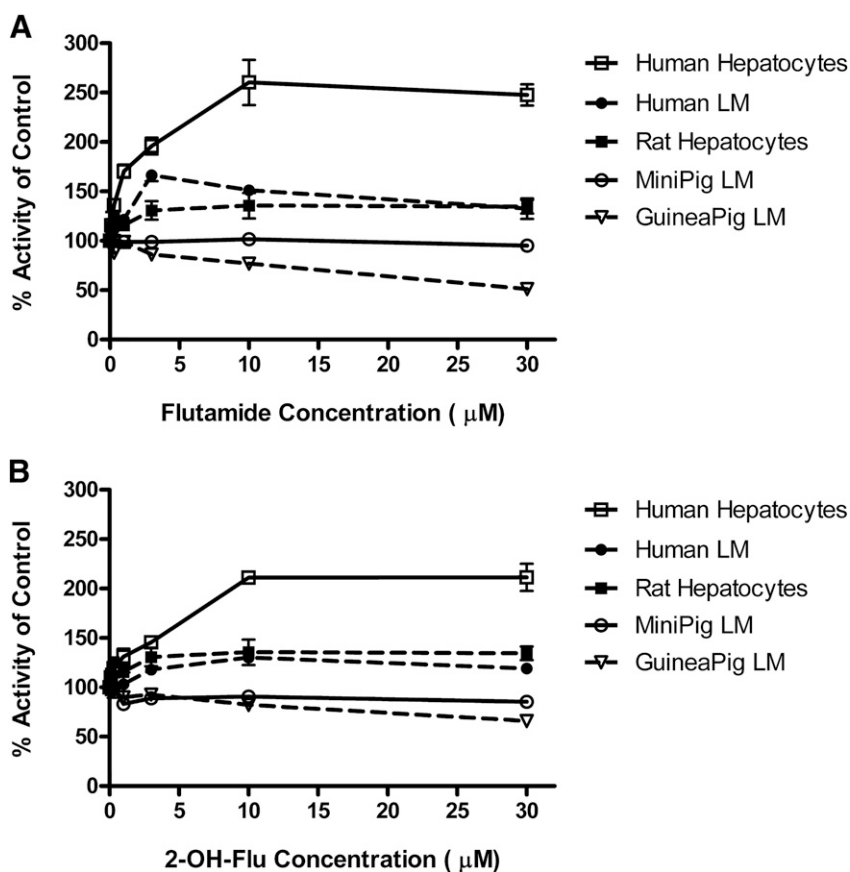 A
% Activity of Control
300
250
200
150
100
50
0
0 5 10 15 20 25 30
Flutamide Concentration ( μM)
Human Hepatocytes
Human LM
Rat Hepatocytes
MiniPig LM
GuineaPig LM
B
% Activity of Control
300
250
200
150
100
50
0
0 5 10 15 20 25 30
2-OH-Flu Concentration ( μM)
Human Hepatocytes
Human LM
Rat Hepatocytes
MiniPig LM
GuineaPig LM